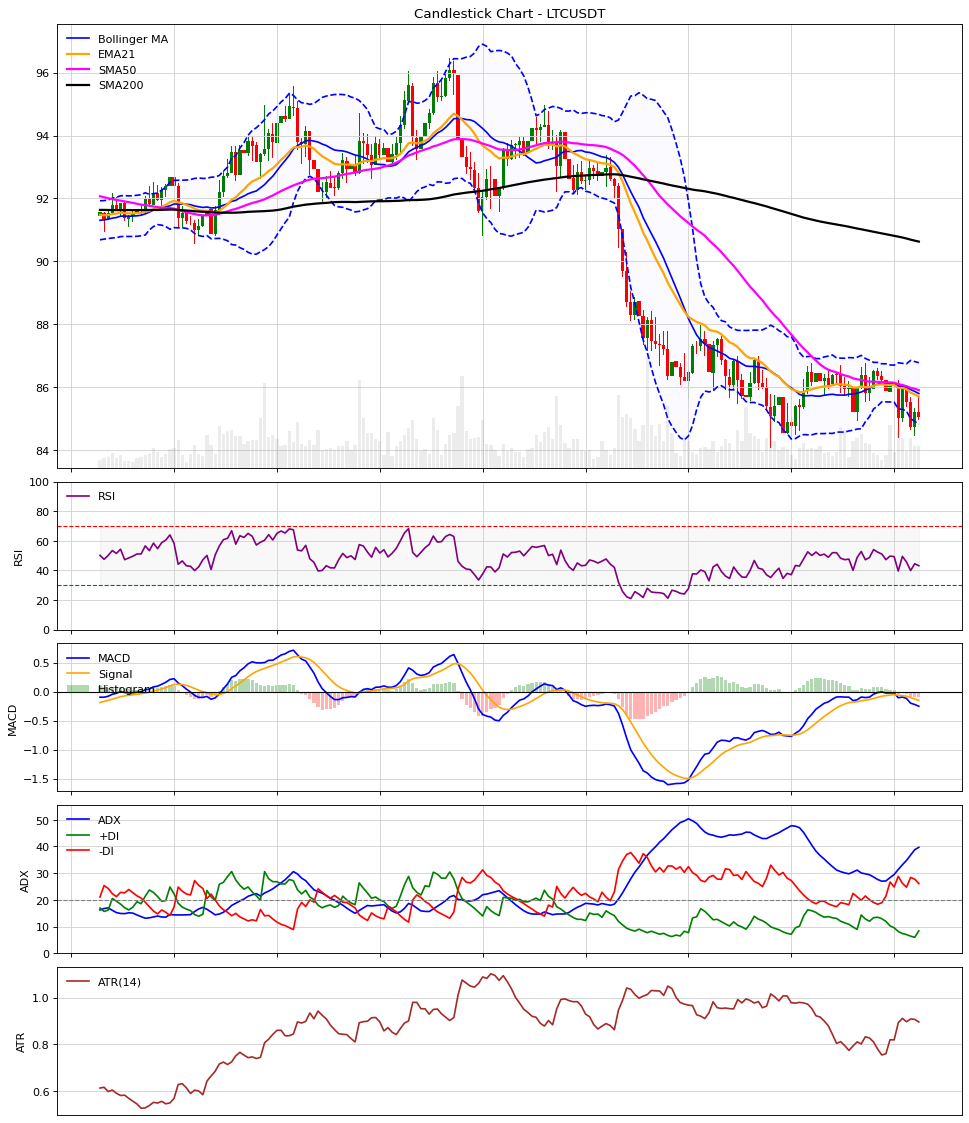 Candlestick Chart - LTCUSDT
Bollinger MA
EMA21
SMA50
SMA200
96
94
92
90
88
86
84
RSI
100
80
60
40
20
0
RSI
MACD
Signal
Histogram
0.5
0.0
−0.5
−1.0
−1.5
MACD
ADX
+DI
-DI
50
40
30
20
10
0
ADX
ATR(14)
1.0
0.8
0.6
ATR